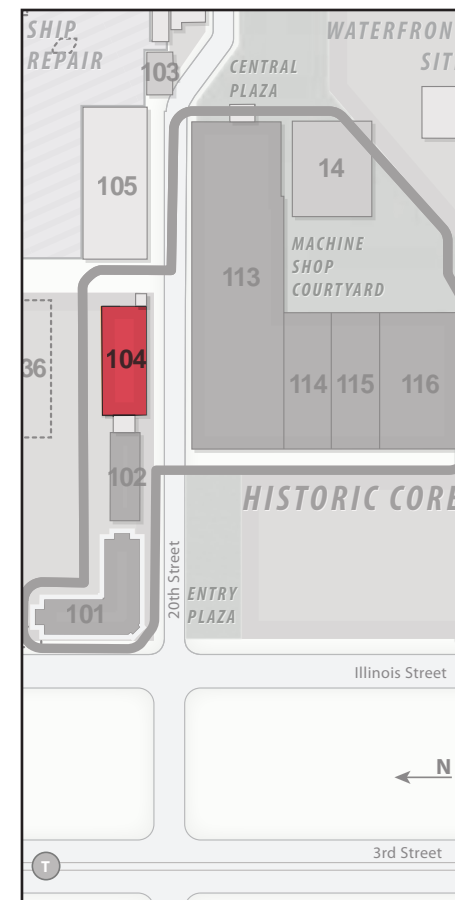 SHIP
REPAIR
103
CENTRAL
PLAZA
WATERFRON
SIT
105
14
MACHINE
SHOP
COURTYARD
113
104
36
114
115
116
102
HISTORIC CORE
20th Street
ENTRY
PLAZA
101
Illinois Street
N
3rd Street
T